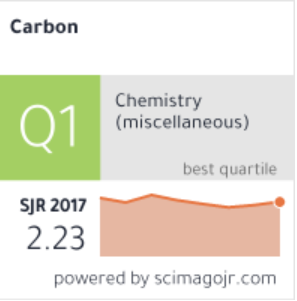 Carbon
Q1
Chemistry
(miscellaneous)
best quartile
SJR 2017
2.23
powered by scimagojr.com